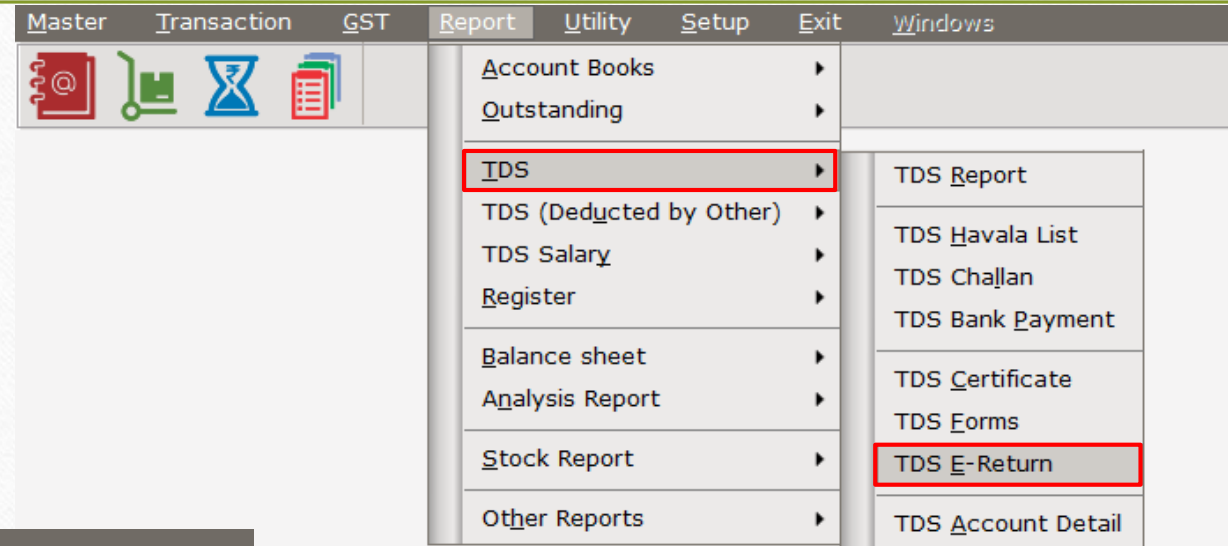 Master Transaction GST Report Utility Setup Exit Windows
Account Books
Outstanding
TDS
TDS (Deducted by Other)
TDS Salary
Register
Balance sheet
Analysis Report
Stock Report
Other Reports
TDS Report
TDS Havala List
TDS Challan
TDS Bank Payment
TDS Certificate
TDS Forms
TDS E-Return
TDS Account Detail